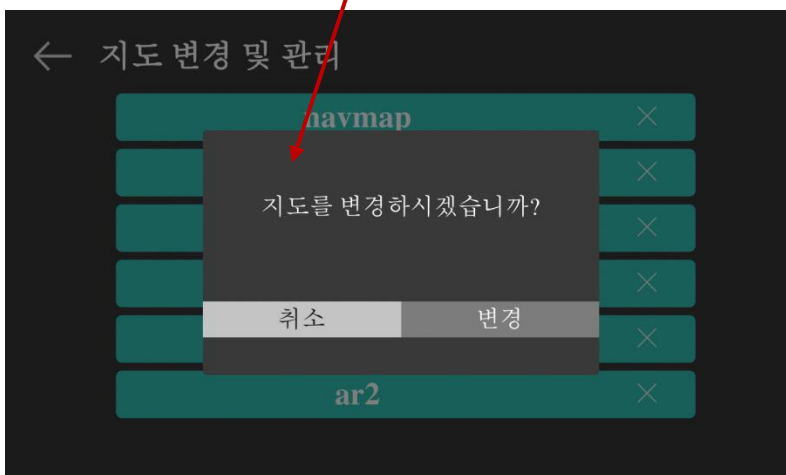 ← 지도 변경 및 관리
navmap ×
×
지도를 변경하시겠습니까?
×
×
취소 변경
×
ar2 ×